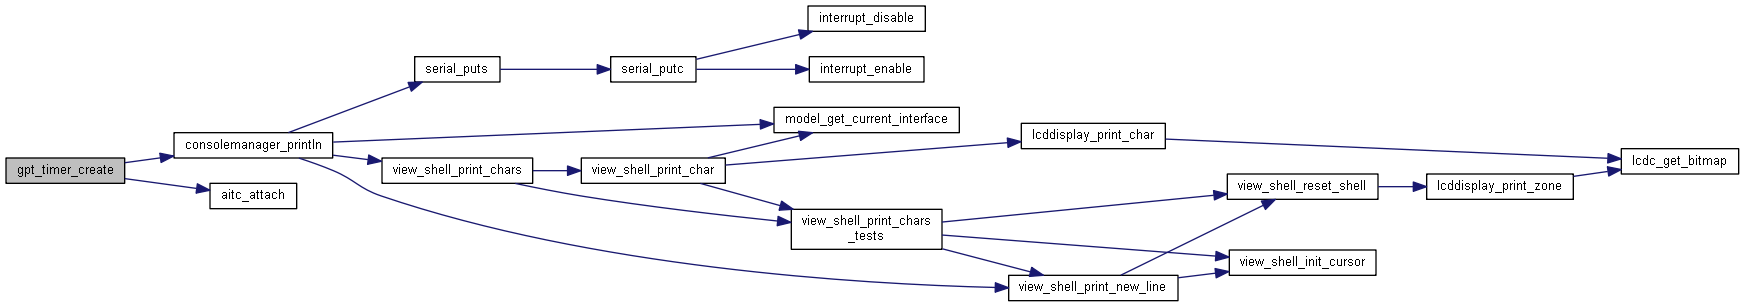 gpt_timer_create
consolemanager_println
aitc_attach
serial_puts
view_shell_print_chars
serial_putc
view_shell_print_char
interrupt_disable
interrupt_enable
model_get_current_interface
view_shell_print_chars
_tests
lcddisplay_print_char
view_shell_print_new_line
view_shell_reset_shell
view_shell_init_cursor
lcddisplay_print_zone
lcdc_get_bitmap